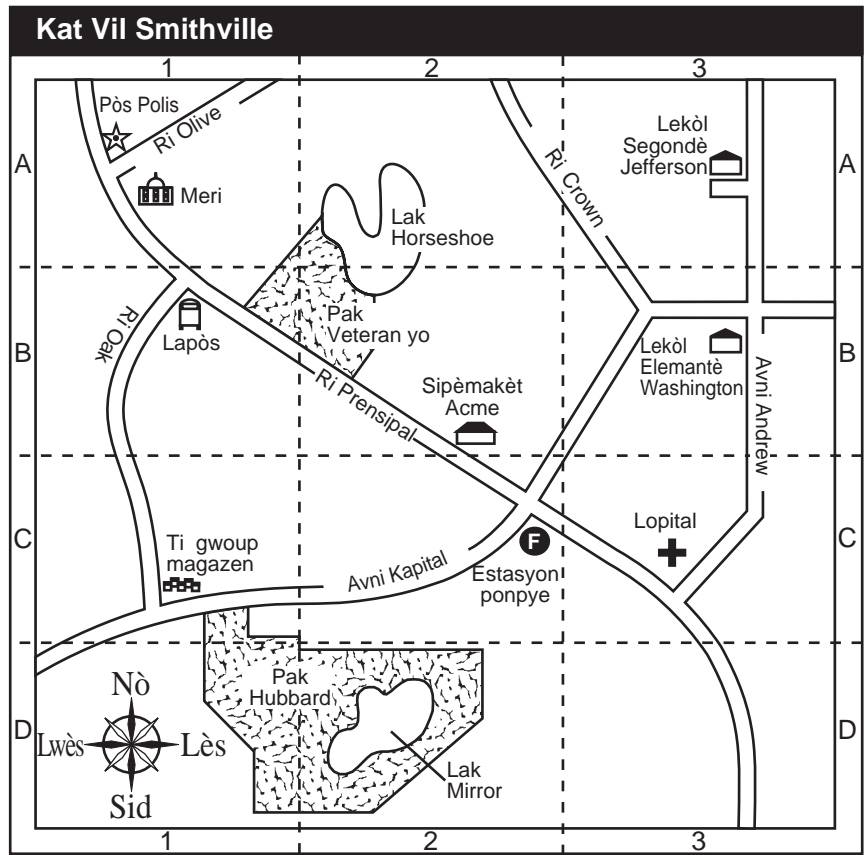 Kat Vil Smithville
1
2
3
Pòs Polis
Ri Olive
Lekòl
Segondè
Jefferson
A
A
Ri Crown
Meri
Lak
Horseshoe
Ri Oak
Lapòs
Pak
Veteran yo
B
B
Lekòl
Elemantè
Washington
Avni Andrew
Ri Prensipal
Sipèmakèt
Acme
Ti gwoup
magazen
C
C
Avni Kapital
F
Estasyon
ponpye
Lopital
Pak
Hubbard
Nò
Lwès
Lès
Sid
D
D
Lak
Mirror
1
2
3